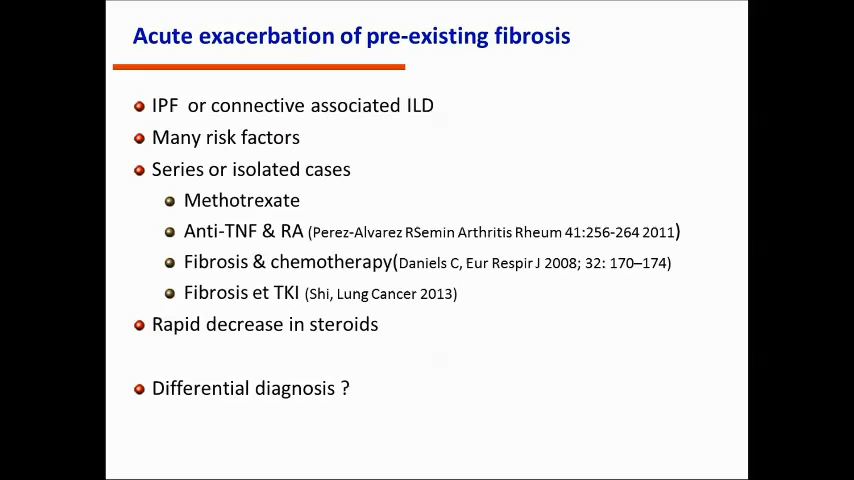 Acute exacerbation of pre-existing fibrosis
IPF or connective associated ILD
Many risk factors
Series or isolated cases
Methotrexate
Anti-TNF & RA (Perez-Alvarez RSemin Arthritis Rheum 41:256-264 2011)
Fibrosis & chemotherapy(Daniels C, Eur Respir J 2008; 32: 170–174)
Fibrosis et TKI (Shi, Lung Cancer 2013)
Rapid decrease in steroids
Differential diagnosis ?